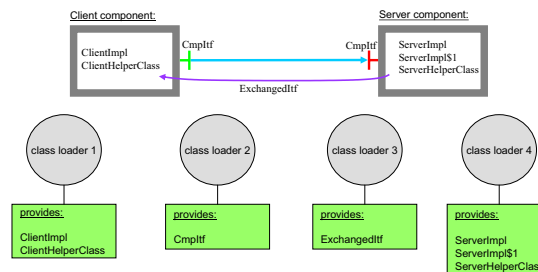 Client component:
Server component:
ClientImpl
ClientHelperClass
CmpItf
CmpItf
ServerImpl
ServerImpl$1
ServerHelperClass
ExchangedItf
class loader 1
class loader 2
class loader 3
class loader 4
provides:
ClientImpl
ClientHelperClass
provides:
CmpItf
provides:
ExchangedItf
provides:
ServerImpl
ServerImpl$1
ServerHelperClass